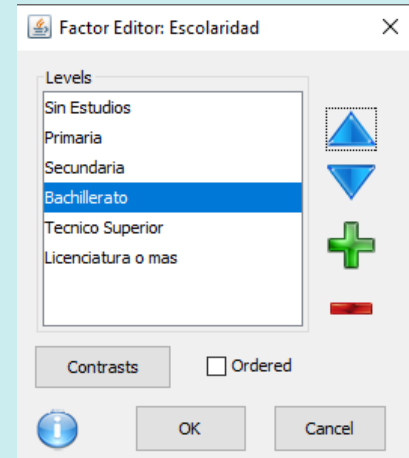 Factor Editor: Escolaridad
Levels
Sin Estudios
Primaria
Secundaria
Bachillerato
Tecnico Superior
Licenciatura o mas
Contrasts
Ordered
OK
Cancel